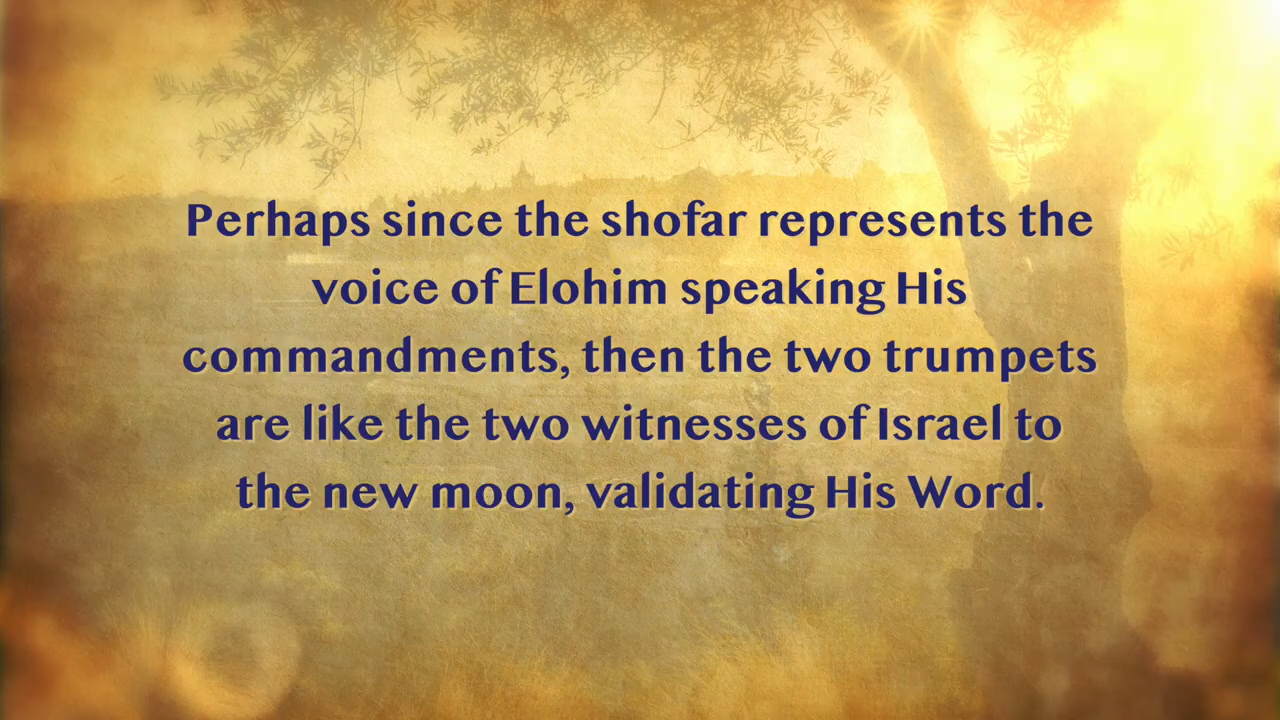 Perhaps since the shofar represents the
voice of Elohim speaking His
commandments, then the two trumpets
are like the two witnesses of Israel to
the new moon, validating His Word.